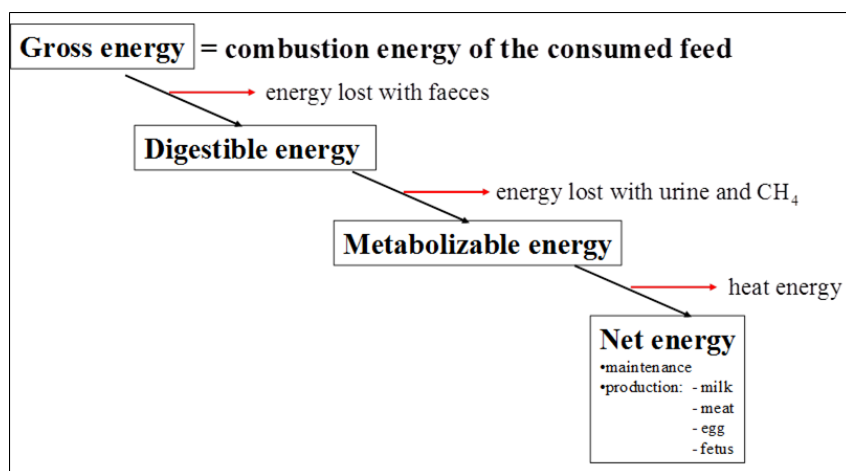 Gross energy = combustion energy of the consumed feed
energy lost with faeces
Digestible energy
energy lost with urine and CH₄
Metabolizable energy
heat energy
Net energy
•maintenance
•production: - milk
- meat
- egg
- fetus